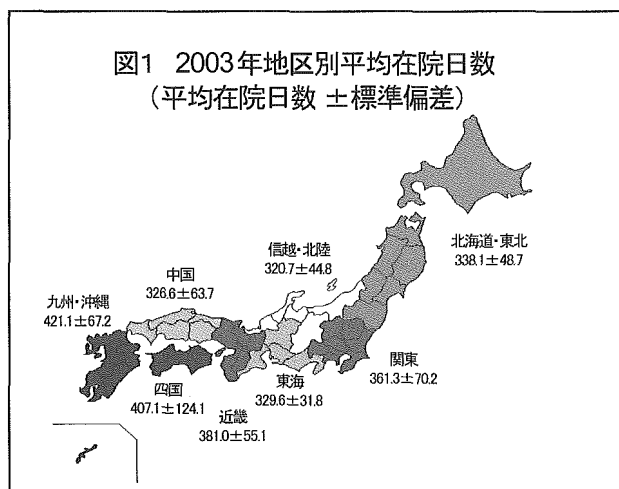 図1 2003年地区別平均在院日数
(平均在院日数 ±標準偏差)
北海道・東北
338.1±48.7
信越・北陸
320.7±44.8
中国
326.6±63.7
九州・沖縄
421.1±67.2
関東
361.3±70.2
東海
329.6±31.8
四国
407.1±124.1
近畿
381.0±55.1